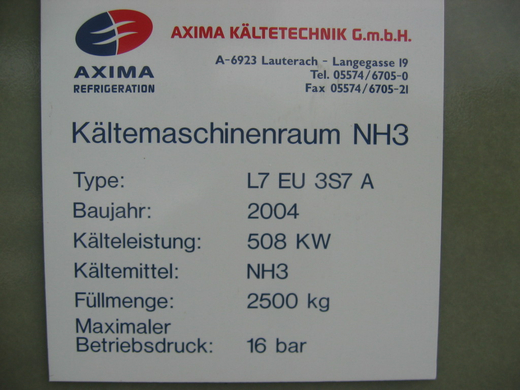 AXIMA KÄLTETECHNIK G.m.b.H.
A-6923 Lauterach - Langegasse 19
Tel. 05574/6705-0
Fax 05574/6705-21
AXIMA
REFRIGERATION
Kältemaschinenraum NH3
Type: L7 EU 3S7 A
Baujahr: 2004
Kälteleistung: 508 KW
Kältemittel: NH3
Füllmenge: 2500 kg
Maximaler
Betriebsdruck: 16 bar